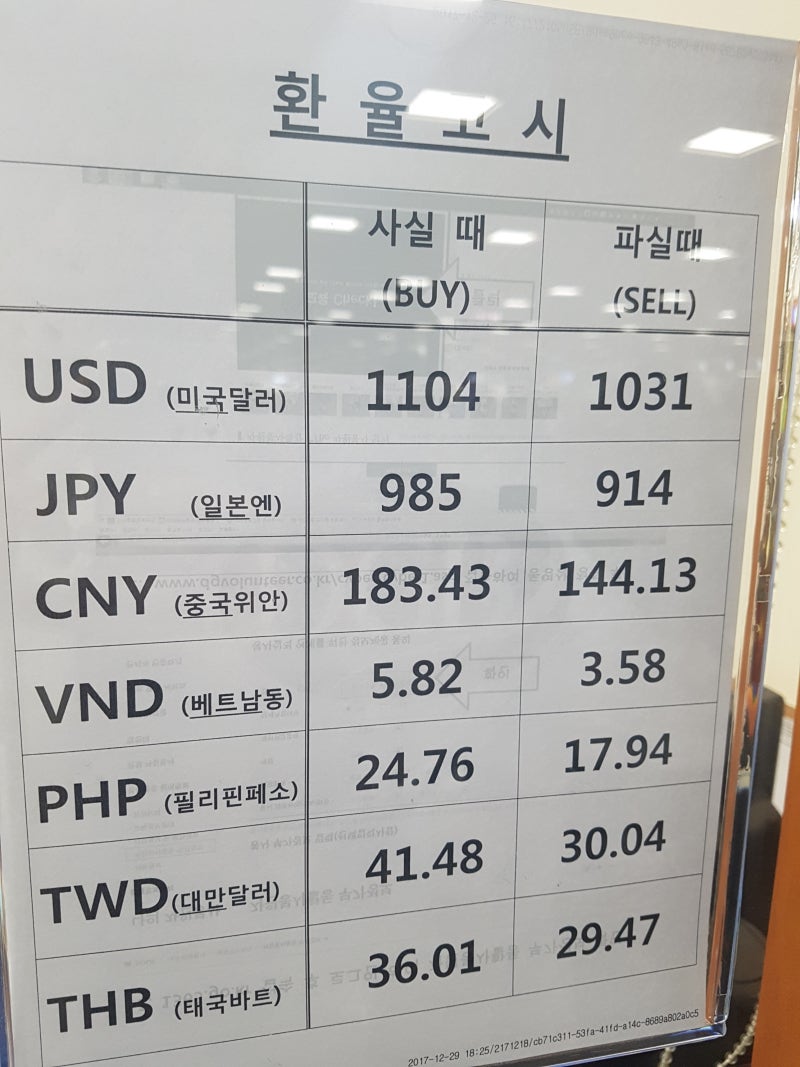 환 율 고 시
사실 때 파실때
(BUY) (SELL)
USD (미국달러) 1104 1031
JPY (일본엔) 985 914
CNY (중국위안) 183.43 144.13
VND (베트남동) 5.82 3.58
PHP (필리핀페소) 24.76 17.94
TWD(대만달러) 41.48 30.04
THB (태국바트) 36.01 29.47
2017-12-29 18:25/2171218/cb71c311-53fa-41fd-a14c-8689a802a0c5